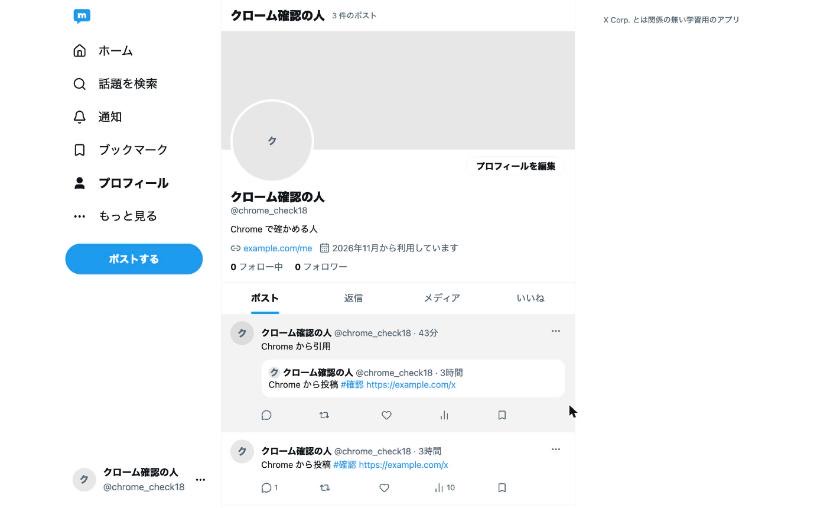 m
クローム確認の人 3 件のポスト
X Corp. とは関係の無い学習用のアプリ
ホーム
話題を検索
通知
ブックマーク
プロフィール
もっと見る
ポストする
ク
プロフィールを編集
クローム確認の人
@chrome_check18
Chrome で確かめる人
example.com/me 2026年11月から利用しています
0 フォロー中 0 フォロワー
ポスト 返信 メディア いいね
ク クローム確認の人 @chrome_check18 · 43分
Chrome から引用
ク クローム確認の人 @chrome_check18 · 3時間
Chrome から投稿 #確認 https://example.com/x
ク クローム確認の人 @chrome_check18 · 3時間
Chrome から投稿 #確認 https://example.com/x
1 10
ク クローム確認の人
@chrome_check18